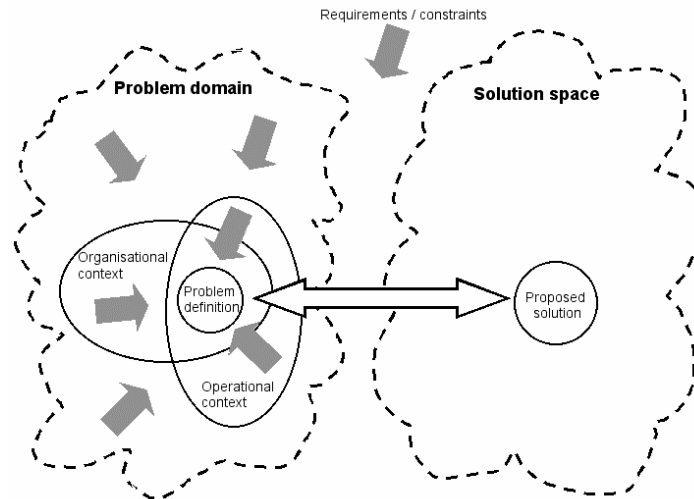 Requirements / constraints
Problem domain
Solution space
Organisational
context
Problem
definition
Proposed
solution
Operational
context